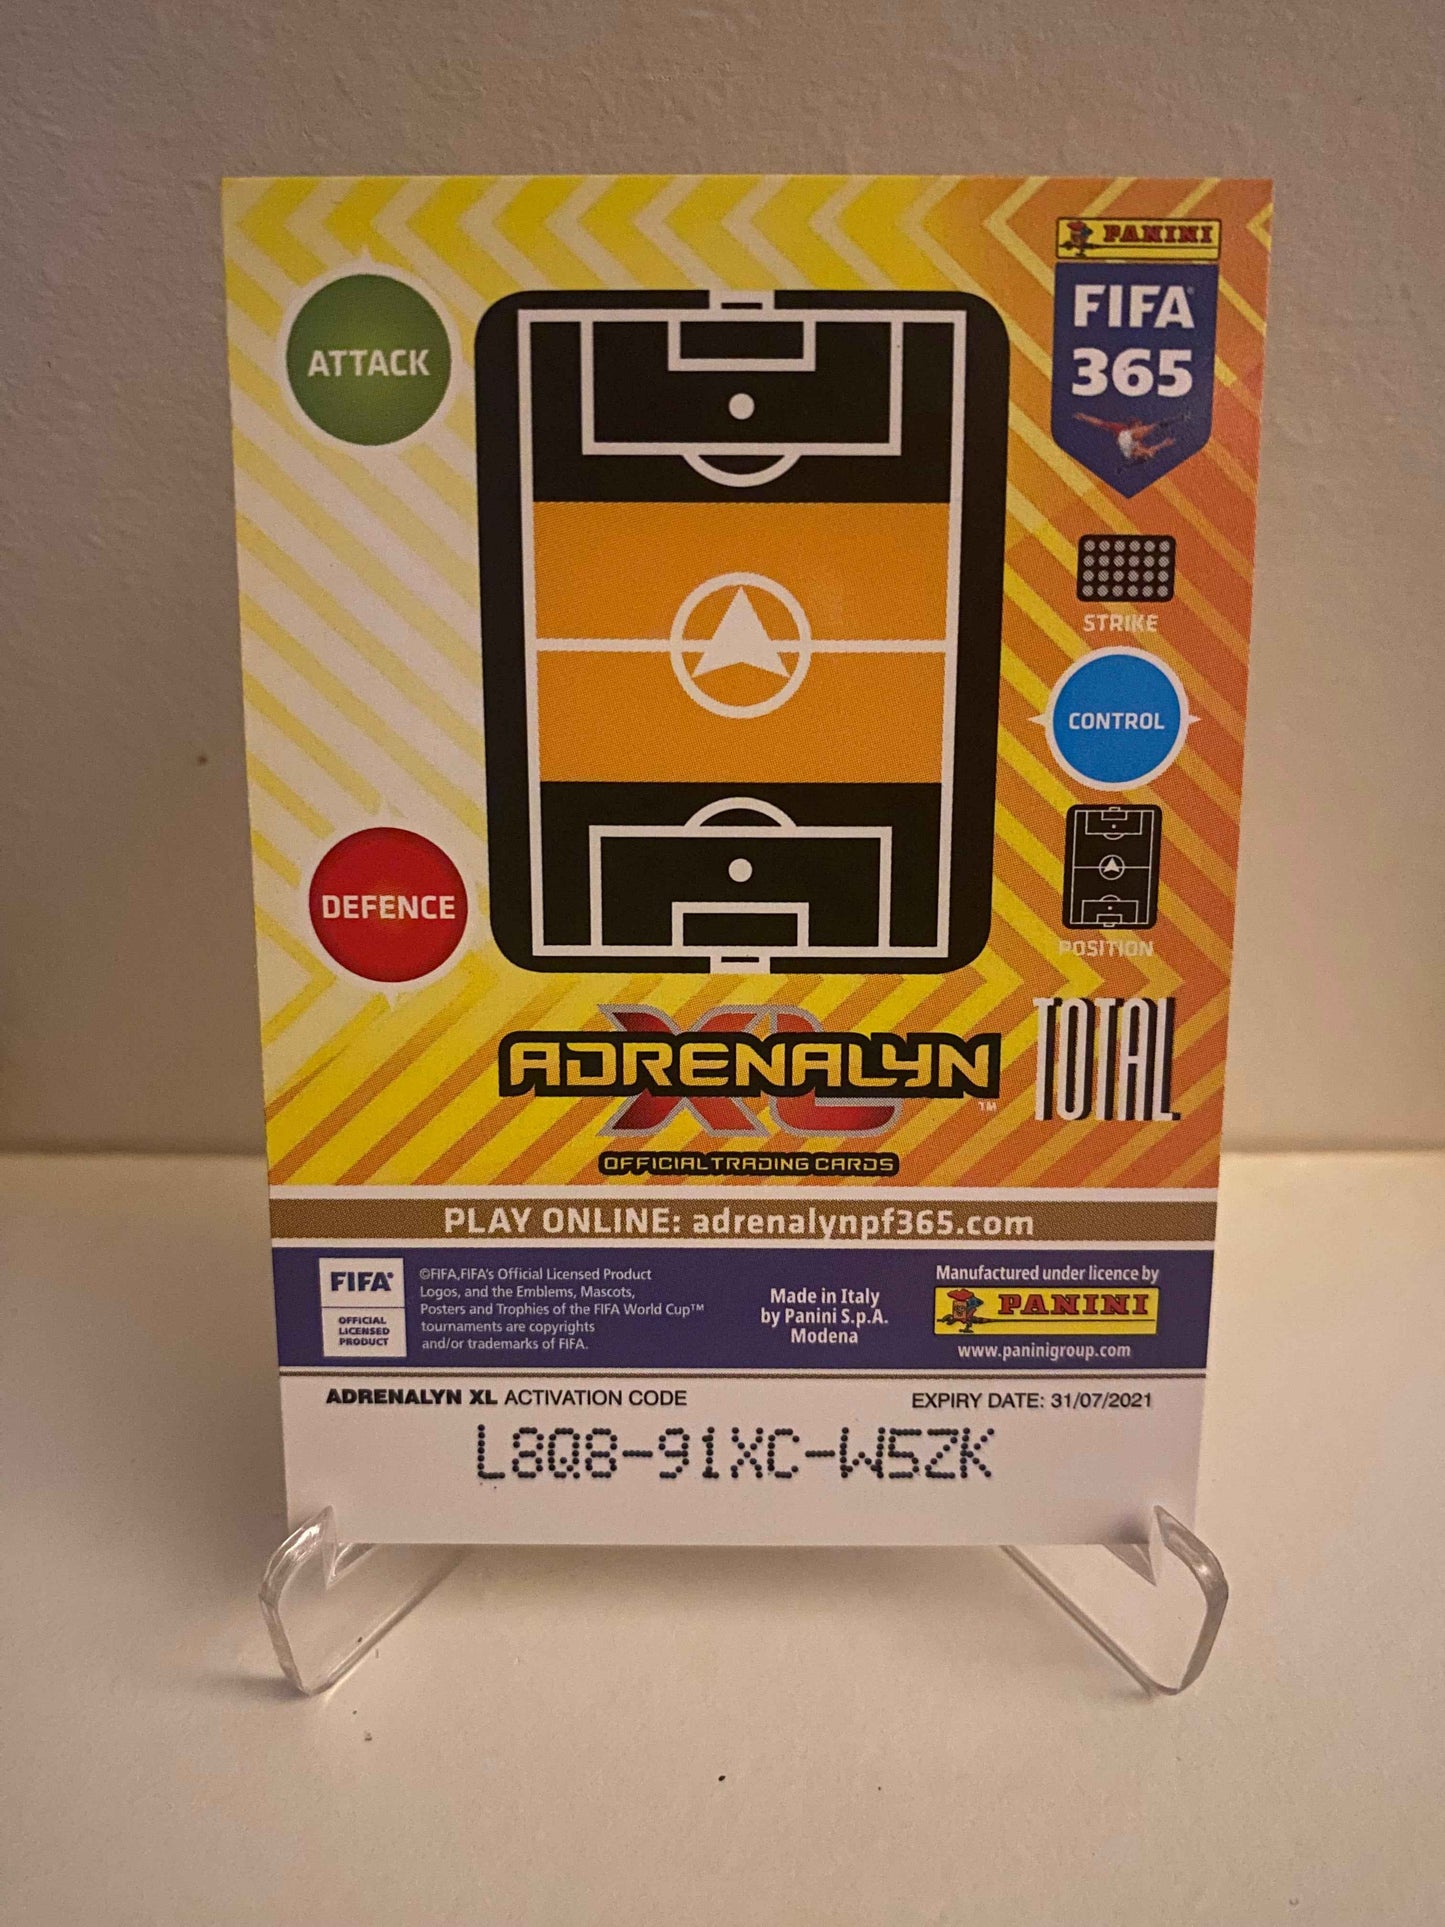 PANINI
FIFA
365
ATTACK
STRIKE
CONTROL
DEFENCE
POSITION
ADRENALYN
XL
TM
TOTAL
OFFICIAL TRADING CARDS
PLAY ONLINE: adrenalynpf365.com
FIFA®
OFFICIAL
LICENSED
PRODUCT
©FIFA,FIFA's Official Licensed Product
Logos, and the Emblems, Mascots,
Posters and Trophies of the FIFA World Cup™
tournaments are copyrights
and/or trademarks of FIFA.
Made in Italy
by Panini S.p.A.
Modena
Manufactured under licence by
PANINI
www.paninigroup.com
ADRENALYN XL ACTIVATION CODE
EXPIRY DATE: 31/07/2021
L8Q8-91XC-W5ZK